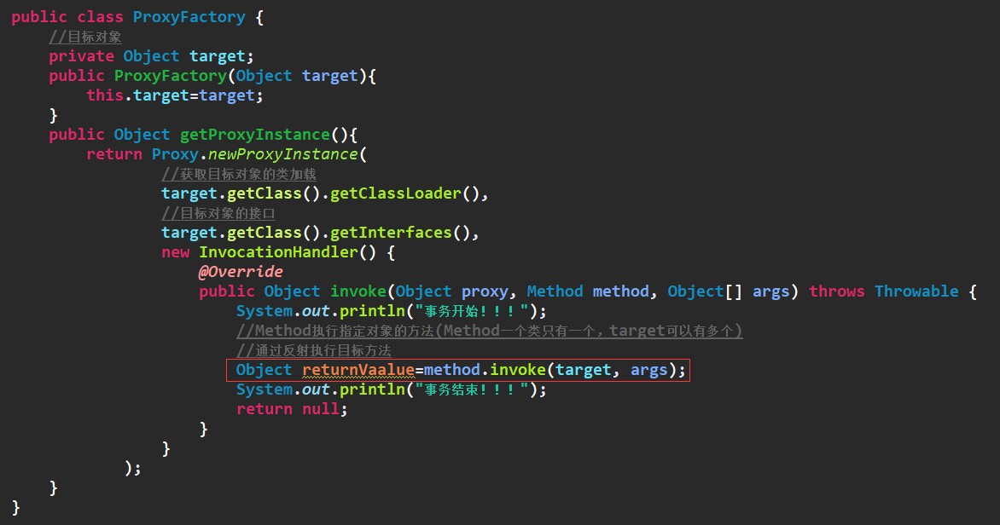 public class ProxyFactory {
    //目标对象
    private Object target;
    public ProxyFactory(Object target){
        this.target=target;
    }
    public Object getProxyInstance(){
        return Proxy.newProxyInstance(
                //获取目标对象的类加载
                target.getClass().getClassLoader(),
                //目标对象的接口
                target.getClass().getInterfaces(),
                new InvocationHandler() {
                    @Override
                    public Object invoke(Object proxy, Method method, Object[] args) throws Throwable {
                        System.out.println("事务开始!!!");
                        //Method执行指定对象的方法(Method一个类只有一个，target可以有多个)
                        //通过反射执行目标方法
                        Object returnVaalue=method.invoke(target, args);
                        System.out.println("事务结束!!!");
                        return null;
                    }
                }
            );
    }
}